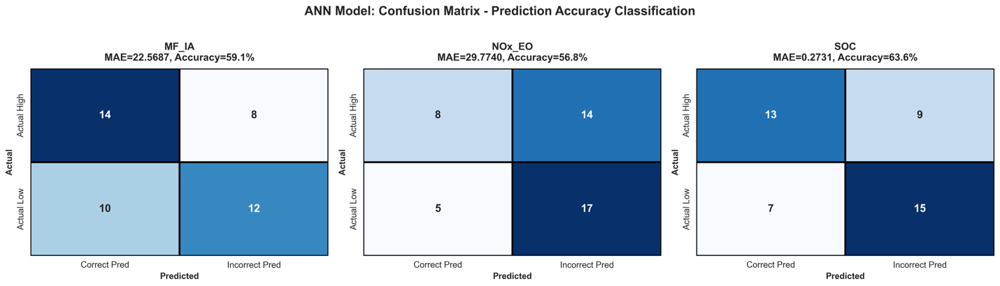 ANN Model: Confusion Matrix - Prediction Accuracy Classification
MF_IA
MAE=22.5687, Accuracy=59.1%
Actual
Actual High
Actual Low
14
8
10
12
Correct Pred
Incorrect Pred
Predicted
NOx_EO
MAE=29.7740, Accuracy=56.8%
Actual
Actual High
Actual Low
8
14
5
17
Correct Pred
Incorrect Pred
Predicted
SOC
MAE=0.2731, Accuracy=63.6%
Actual
Actual High
Actual Low
13
9
7
15
Correct Pred
Incorrect Pred
Predicted